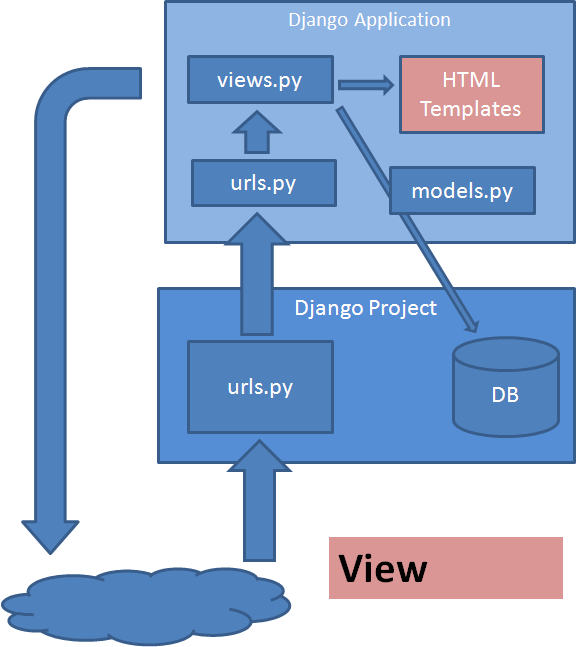 Django Application
views.py
HTML
Templates
urls.py
models.py
Django Project
urls.py
DB
View